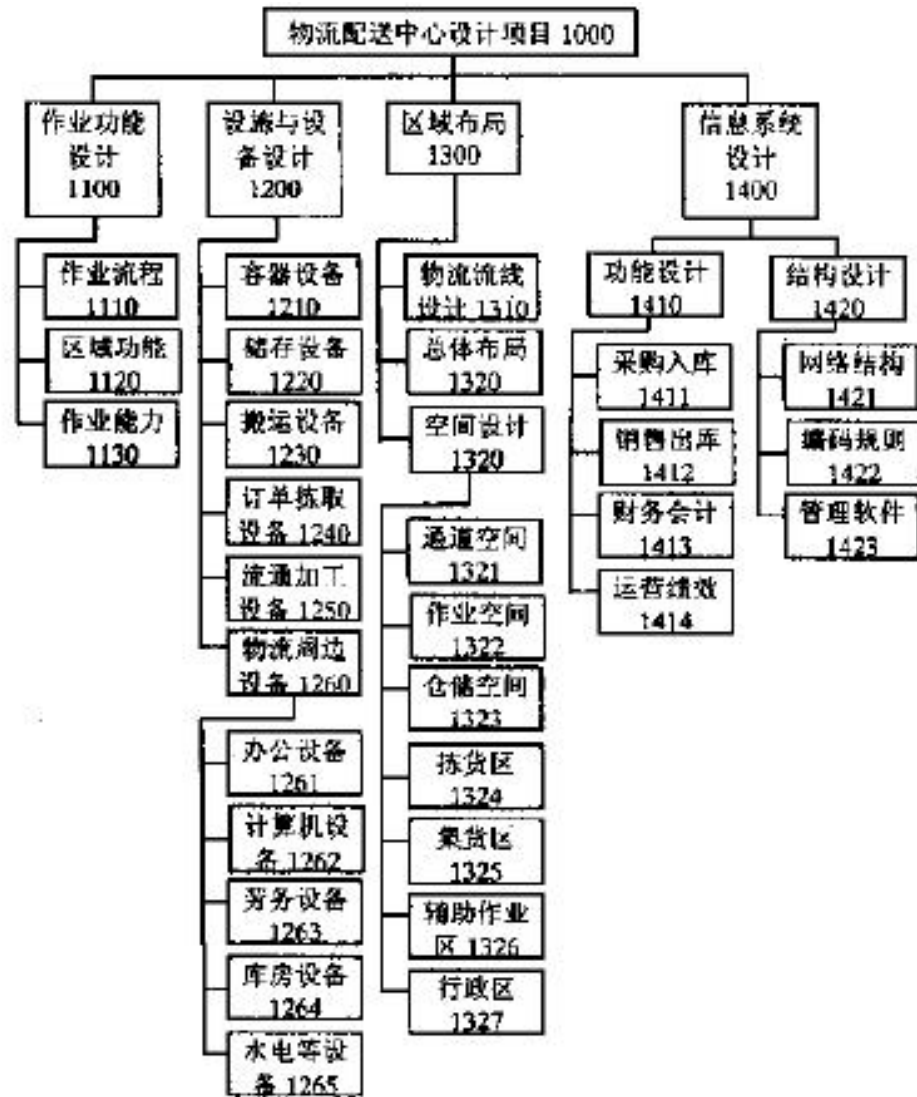 物流配送中心设计项目 1000
作业功能
设计
1100
设施与设
备设计
1200
区域布局
1300
信息系统
设计
1400
作业流程
1110
区域功能
1120
作业能力
1130
容器设备
1210
储存设备
1220
搬运设备
1230
订单拣取
设备 1240
流通加工
设备 1250
物流周边
设备 1260
办公设备
1261
计算机设
备 1262
劳务设备
1263
库房设备
1264
水电等设
备 1265
物流流线
设计 1310
总体布局
1320
空间设计
1320
通道空间
1321
作业空间
1322
仓储空间
1323
拣货区
1324
集货区
1325
辅助作业
区 1326
行政区
1327
功能设计
1410
采购入库
1411
销售出库
1412
财务会计
1413
运营绩效
1414
结构设计
1420
网络结构
1421
编码规则
1422
管理软件
1423